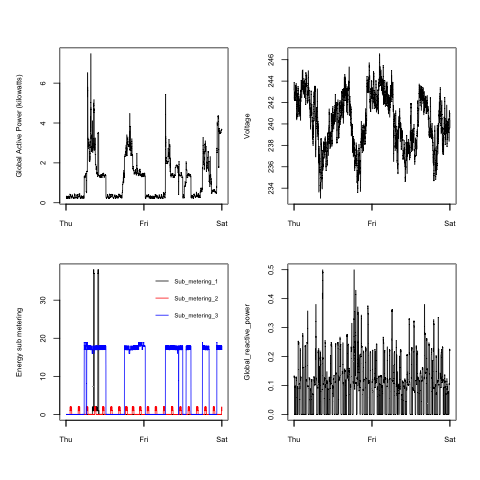 Global Active Power (kilowatts)
0 2 4 6
Thu Fri Sat
Voltage
234 236 238 240 242 246
Thu Fri Sat
Energy sub metering
0 10 20 30
Sub_metering_1
Sub_metering_2
Sub_metering_3
Thu Fri Sat
Global_reactive_power
0.0 0.1 0.2 0.3 0.4 0.5
Thu Fri Sat